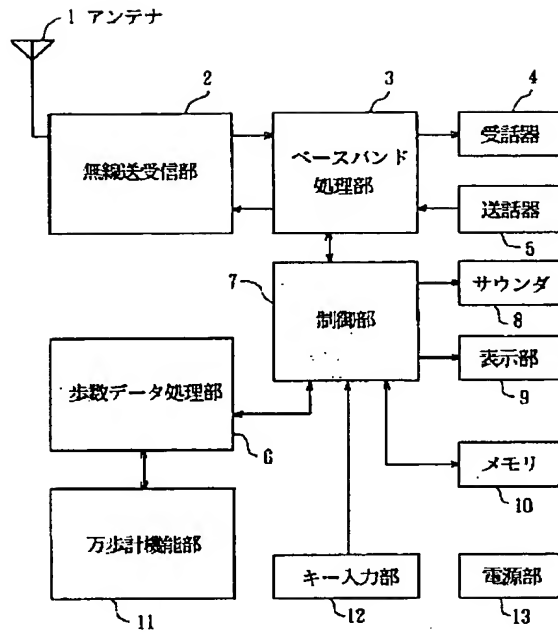 1 アンテナ
2
3
4
無線送受信部
ベースバンド
処理部
受話器
送話器
5
7
制御部
サウンダ
8
表示部
9
歩数データ処理部
6
メモリ
10
万歩計機能部
11
キー入力部
12
電源部
13